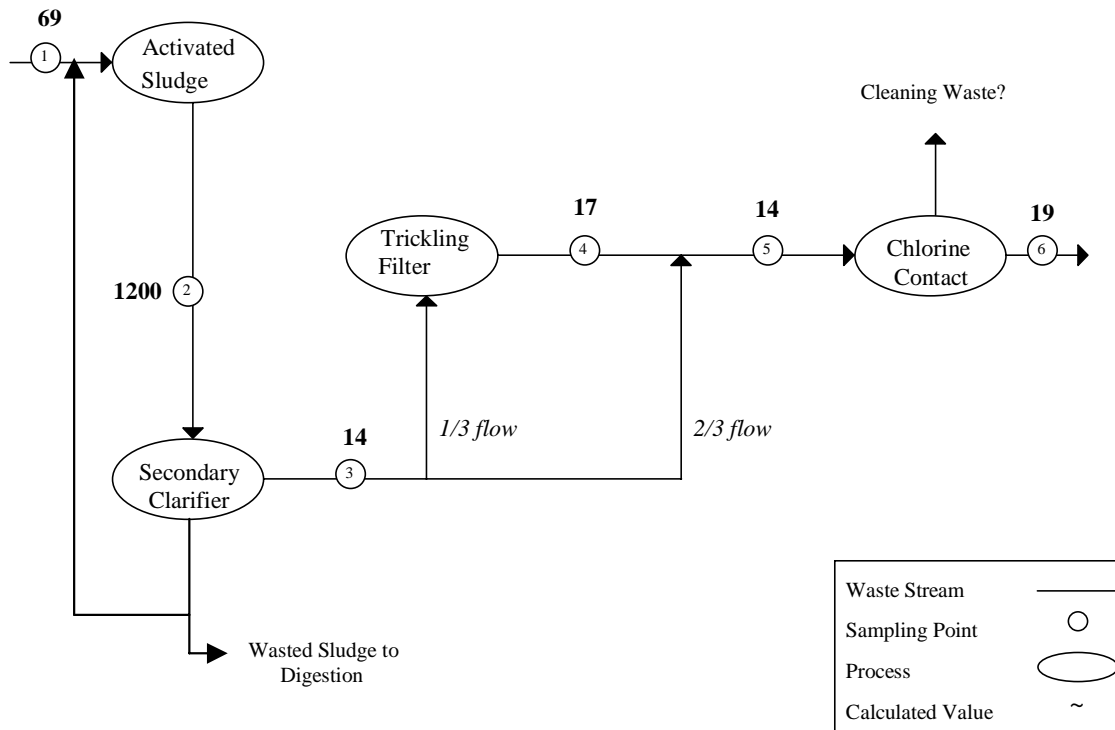 69
1
Activated
Sludge
Cleaning Waste?
17
14
19
Trickling
Filter
4
5
Chlorine
Contact
6
1200
2
1/3 flow
2/3 flow
14
Secondary
Clarifier
3
Wasted Sludge to
Digestion
Waste Stream
Sampling Point
Process
Calculated Value ~